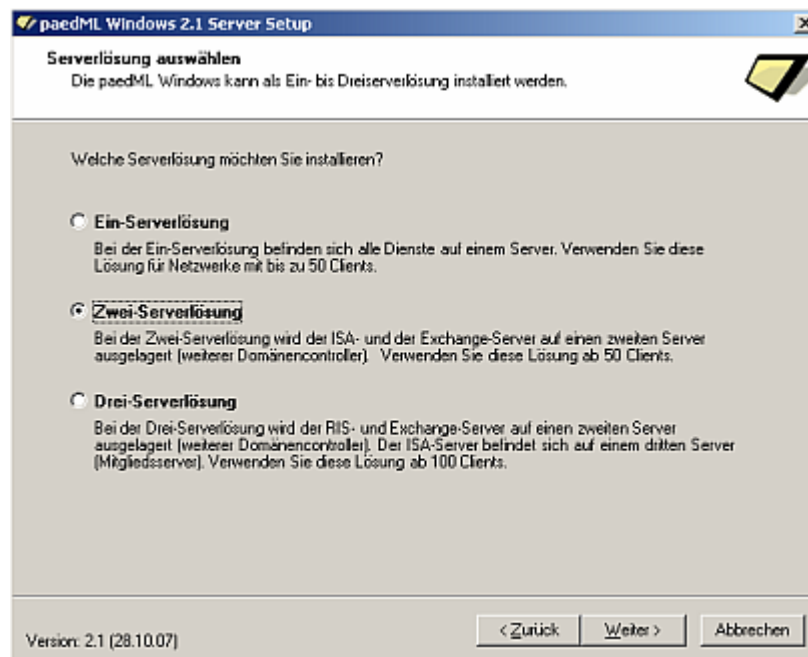 paedML Windows 2.1 Server Setup
Serverlösung auswählen
Die paedML Windows kann als Ein- bis Dreiserverlösung installiert werden.
Welche Serverlösung möchten Sie installieren?
Ein-Serverlösung
Bei der Ein-Serverlösung befinden sich alle Dienste auf einem Server. Verwenden Sie diese
Lösung für Netzwerke mit bis zu 50 Clients.
Zwei-Serverlösung
Bei der Zwei-Serverlösung wird der ISA- und der Exchange-Server auf einen zweiten Server
ausgelagert (weiterer Domänencontroller). Verwenden Sie diese Lösung ab 50 Clients.
Drei-Serverlösung
Bei der Drei-Serverlösung wird der RIS- und Exchange-Server auf einen zweiten Server
ausgelagert (weiterer Domänencontroller). Der ISA-Server befindet sich auf einem dritten Server
(Mitgliedsserver). Verwenden Sie diese Lösung ab 100 Clients.
Version: 2.1 (28.10.07)
< Zurück
Weiter >
Abbrechen